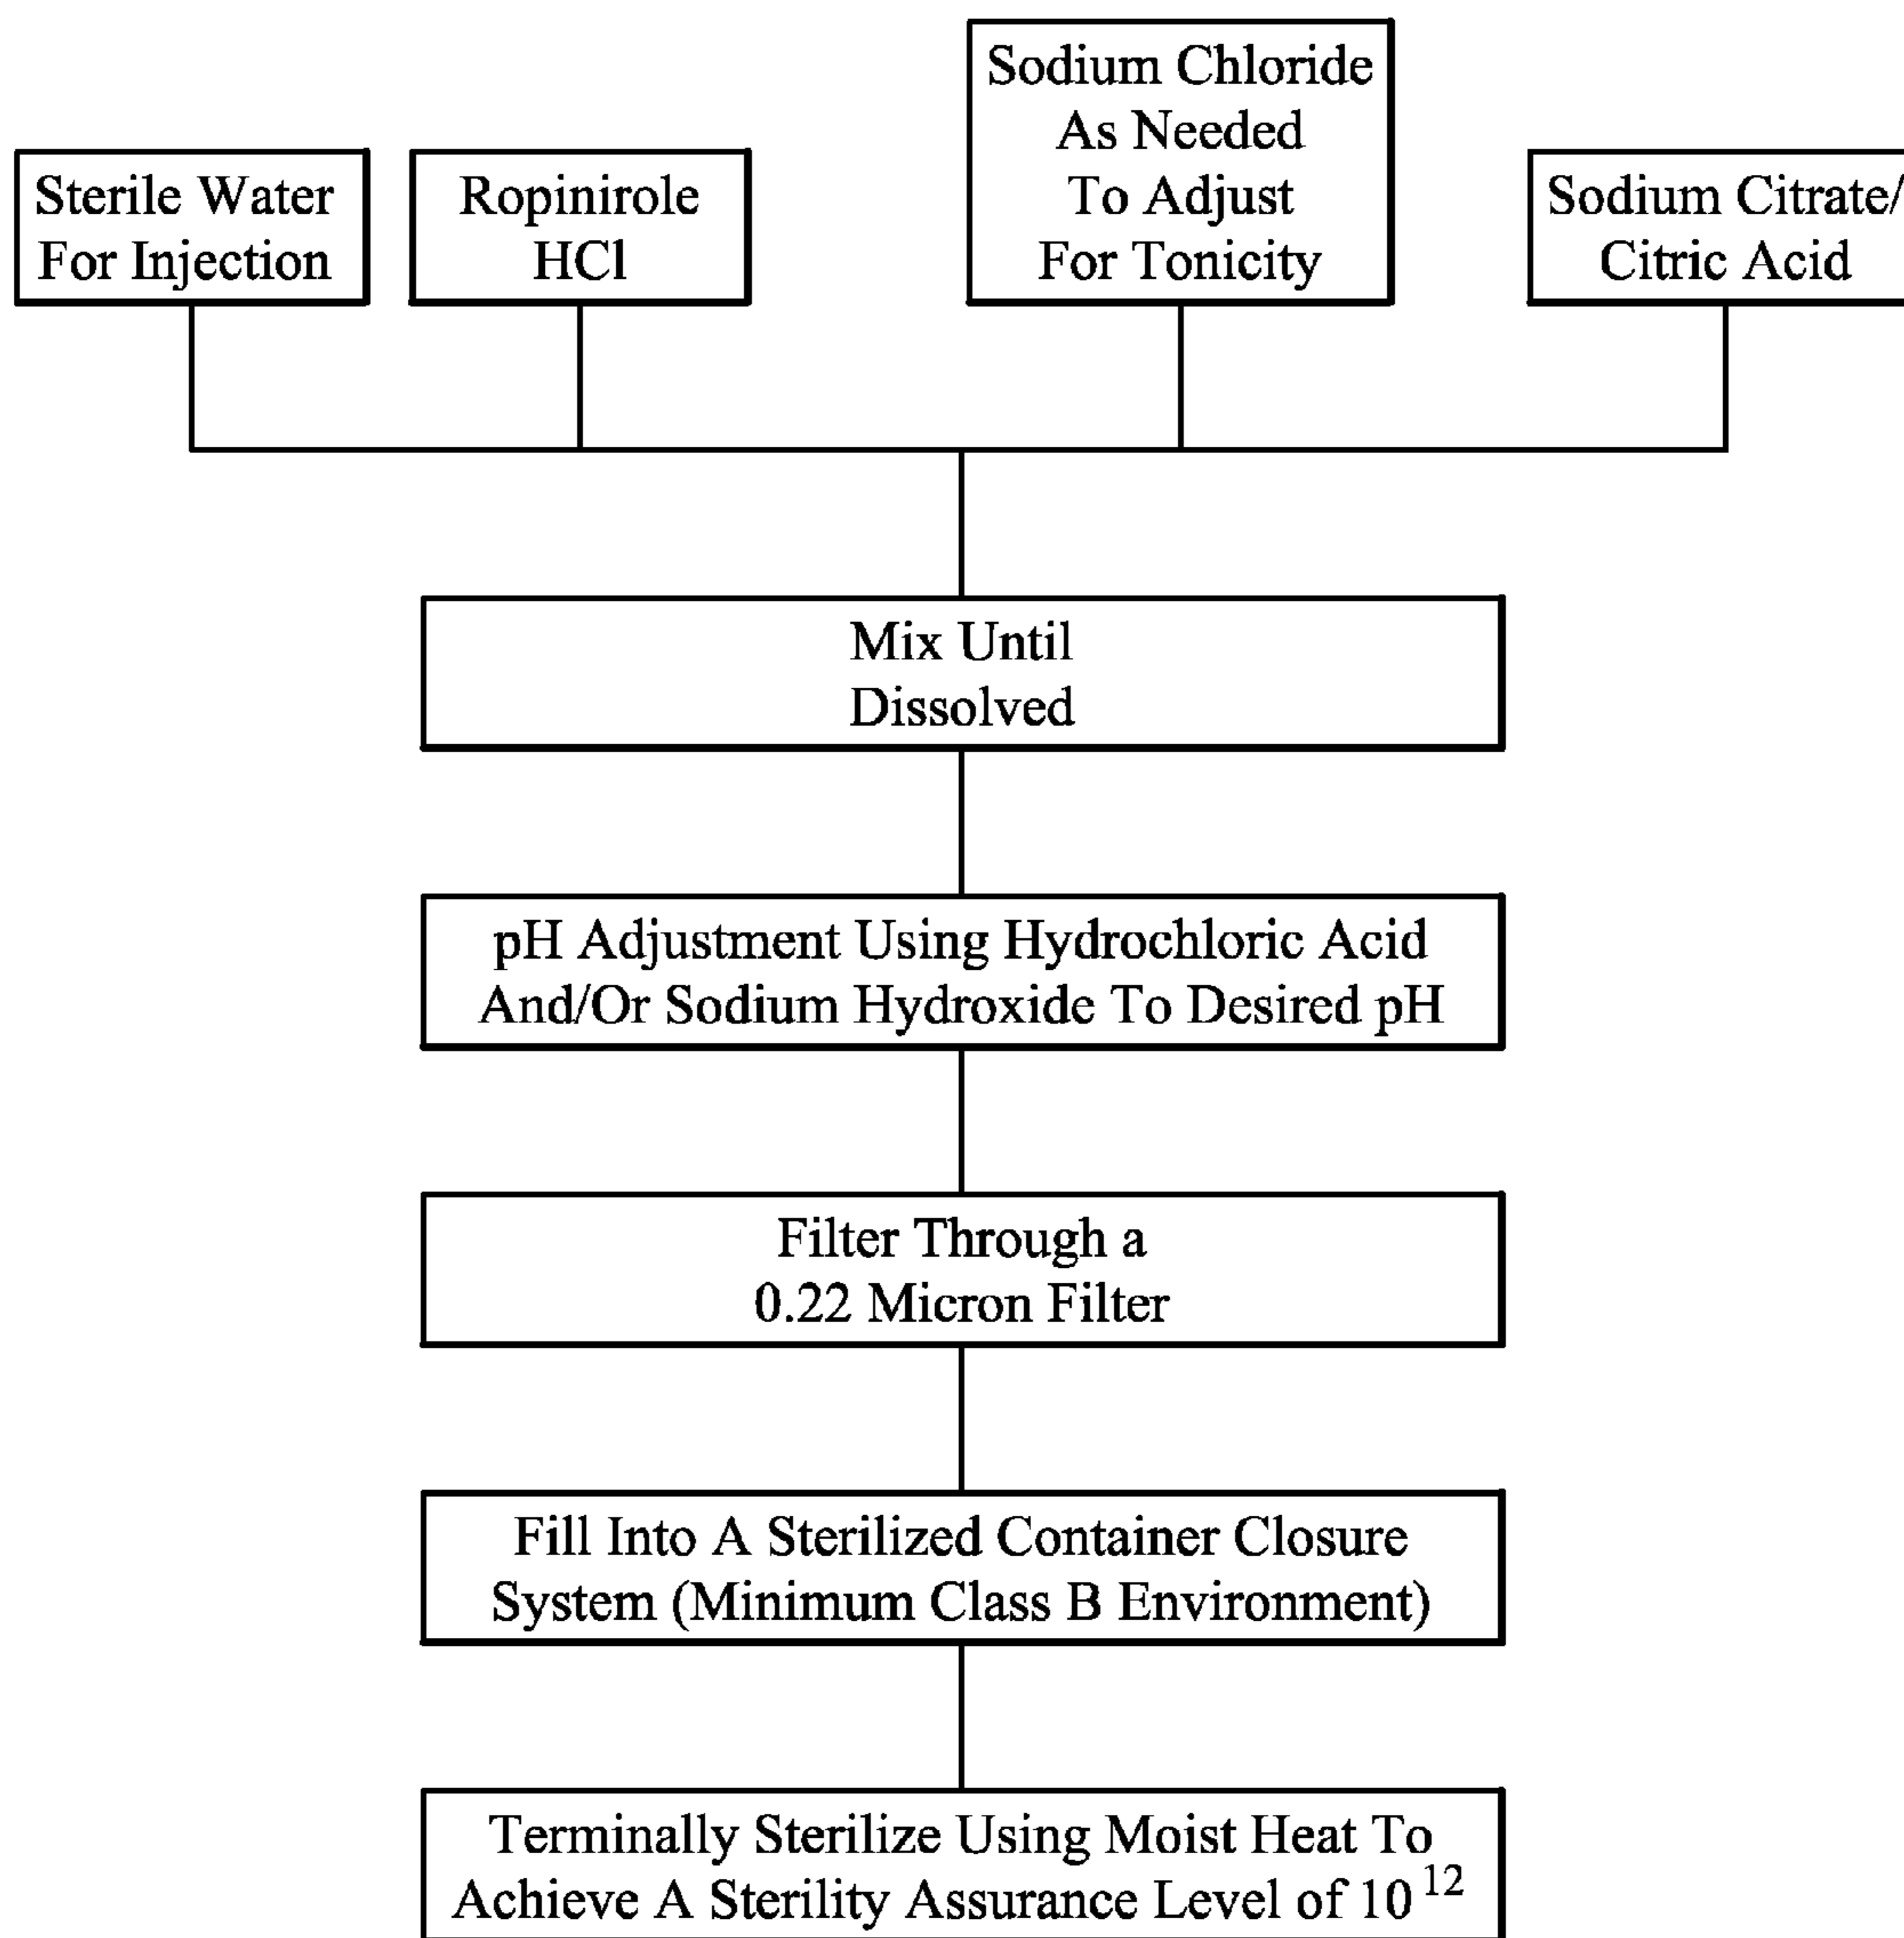 Sterile Water
For Injection
Ropinirole
HCl
Sodium Chloride
As Needed
To Adjust
For Tonicity
Sodium Citrate/
Citric Acid
Mix Until
Dissolved
pH Adjustment Using Hydrochloric Acid
And/Or Sodium Hydroxide To Desired pH
Filter Through a
0.22 Micron Filter
Fill Into A Sterilized Container Closure
System (Minimum Class B Environment)
Terminally Sterilize Using Moist Heat To
Achieve A Sterility Assurance Level of 10^12